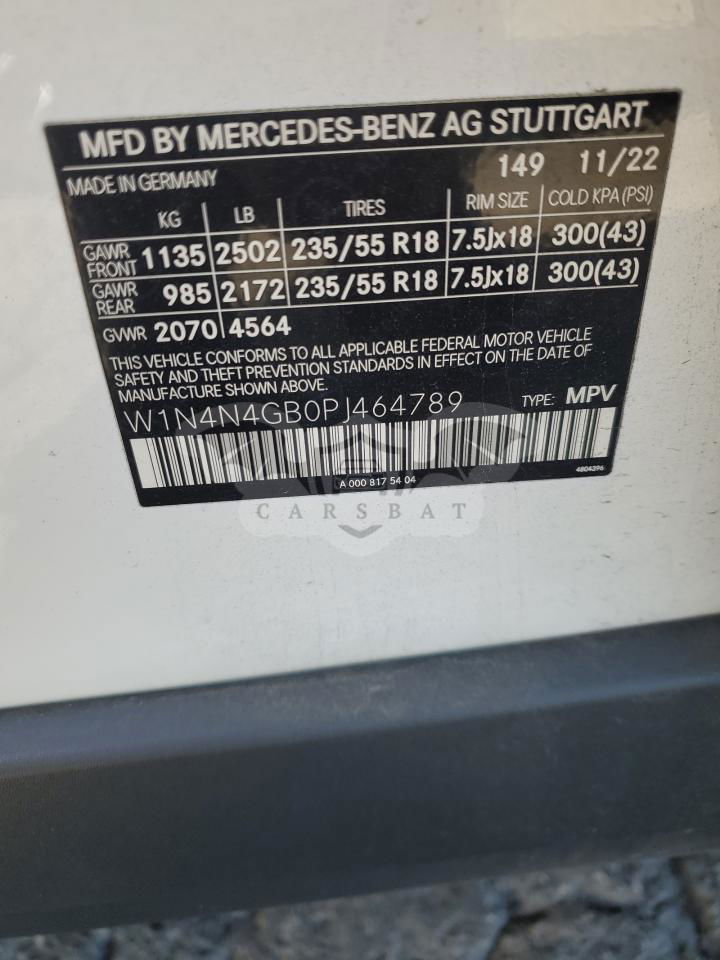 MFD BY MERCEDES-BENZ AG STUTTGART
MADE IN GERMANY 149 11/22
KG LB TIRES RIM SIZE COLD KPA (PSI)
GAWR FRONT 1135 2502 235/55 R18 7.5Jx18 300(43)
GAWR REAR 985 2172 235/55 R18 7.5Jx18 300(43)
GVWR 2070 4564
THIS VEHICLE CONFORMS TO ALL APPLICABLE FEDERAL MOTOR VEHICLE
SAFETY AND THEFT PREVENTION STANDARDS IN EFFECT ON THE DATE OF
MANUFACTURE SHOWN ABOVE.
W1N4N4GB0PJ464789 TYPE: MPV
A 000 817 54 04 4804396
CARSBAT